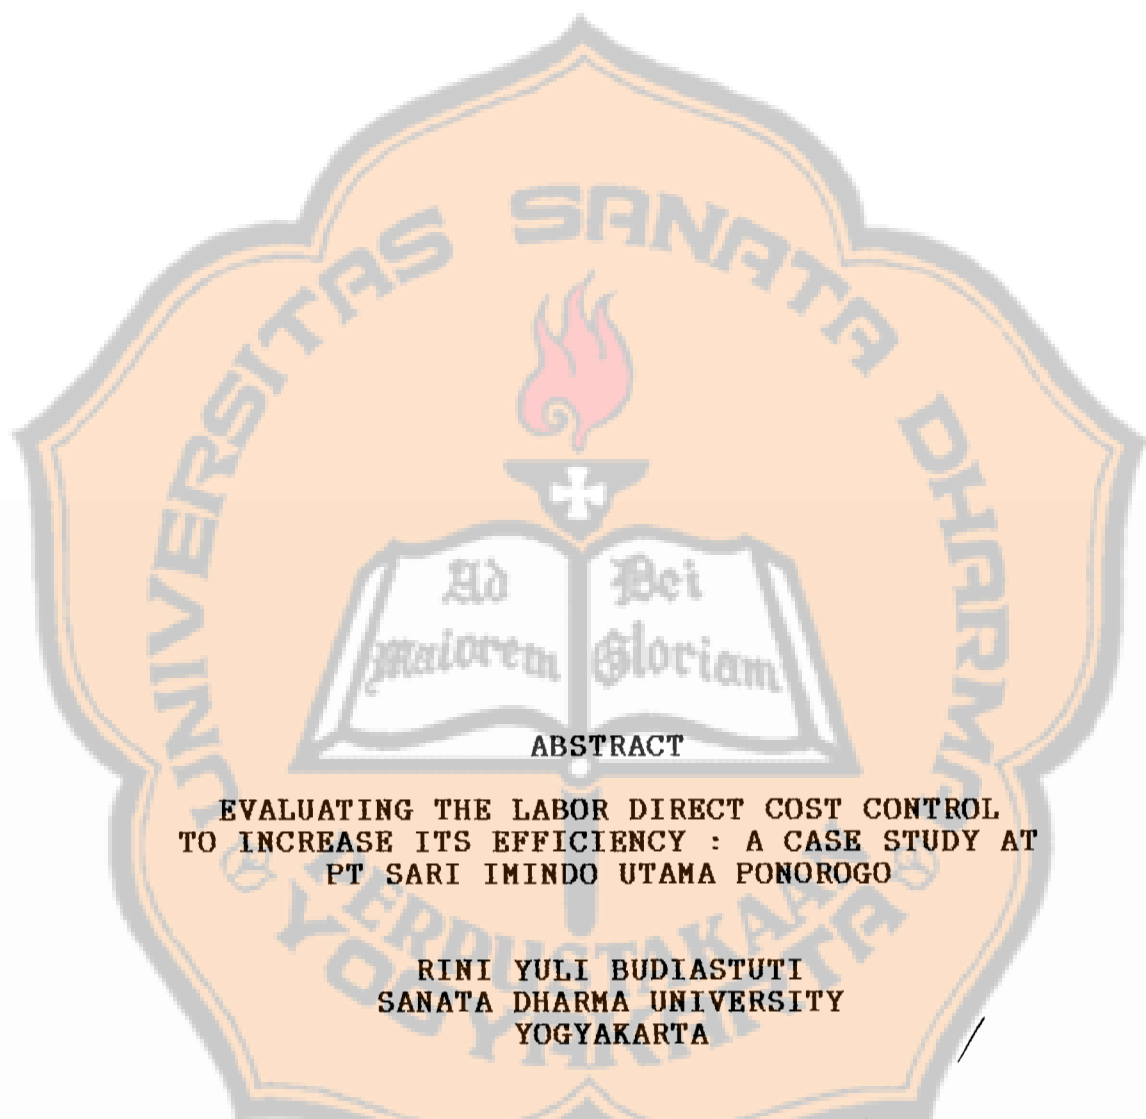 UNIVERSITAS SANATA DHARMA
Ad Dei
Maiorem Gloriam
ABSTRACT
EVALUATING THE LABOR DIRECT COST CONTROL
TO INCREASE ITS EFFICIENCY : A CASE STUDY AT
PT SARI IMINDO UTAMA PONOROGO
PERPUSTAKAAN
YOGYAKARTA
RINI YULI BUDIASTUTI
SANATA DHARMA UNIVERSITY
YOGYAKARTA